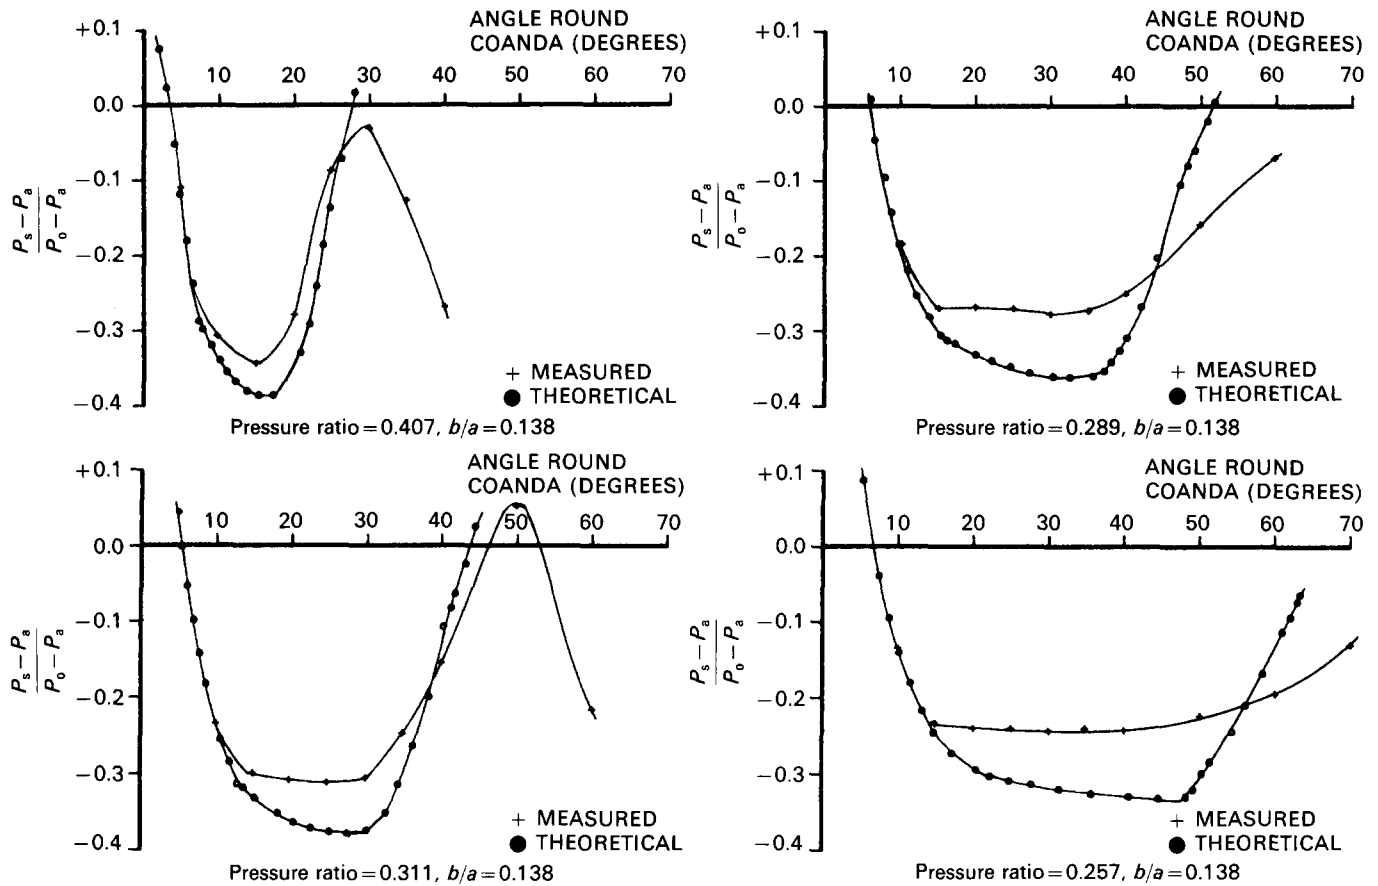 ANGLE ROUND
COANDA (DEGREES)
+0.1
0.0
−0.1
−0.2
−0.3
−0.4
10 20 30 40 50 60 70
Ps − Pa
Po − Pa
+ MEASURED
● THEORETICAL
Pressure ratio = 0.407, b/a = 0.138
ANGLE ROUND
COANDA (DEGREES)
+0.1
0.0
−0.1
−0.2
−0.3
−0.4
10 20 30 40 50 60 70
Ps − Pa
Po − Pa
+ MEASURED
● THEORETICAL
Pressure ratio = 0.289, b/a = 0.138
ANGLE ROUND
COANDA (DEGREES)
+0.1
0.0
−0.1
−0.2
−0.3
−0.4
10 20 30 40 50 60 70
Ps − Pa
Po − Pa
+ MEASURED
● THEORETICAL
Pressure ratio = 0.311, b/a = 0.138
ANGLE ROUND
COANDA (DEGREES)
+0.1
0.0
−0.1
−0.2
−0.3
−0.4
10 20 30 40 50 60 70
Ps − Pa
Po − Pa
+ MEASURED
● THEORETICAL
Pressure ratio = 0.257, b/a = 0.138